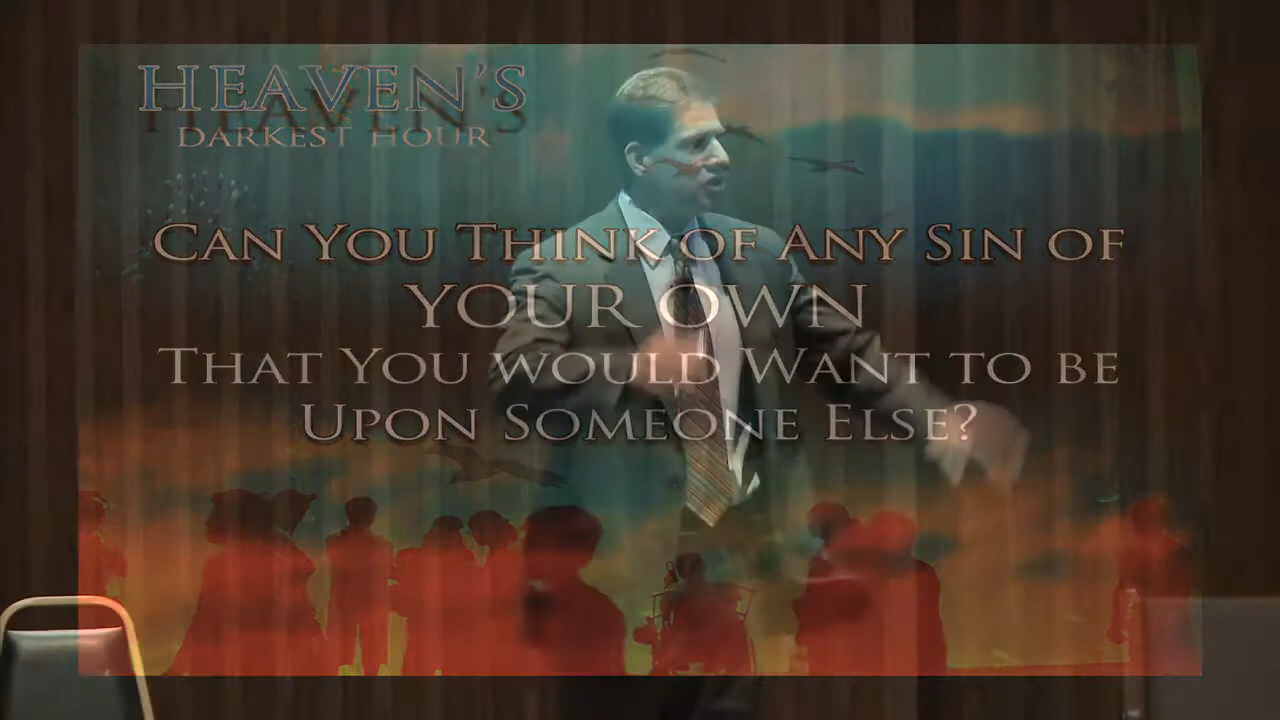 HEAVEN'S
DARKEST HOUR
CAN YOU THINK OF ANY SIN OF
YOUR OWN
THAT YOU WOULD WANT TO BE
UPON SOMEONE ELSE?